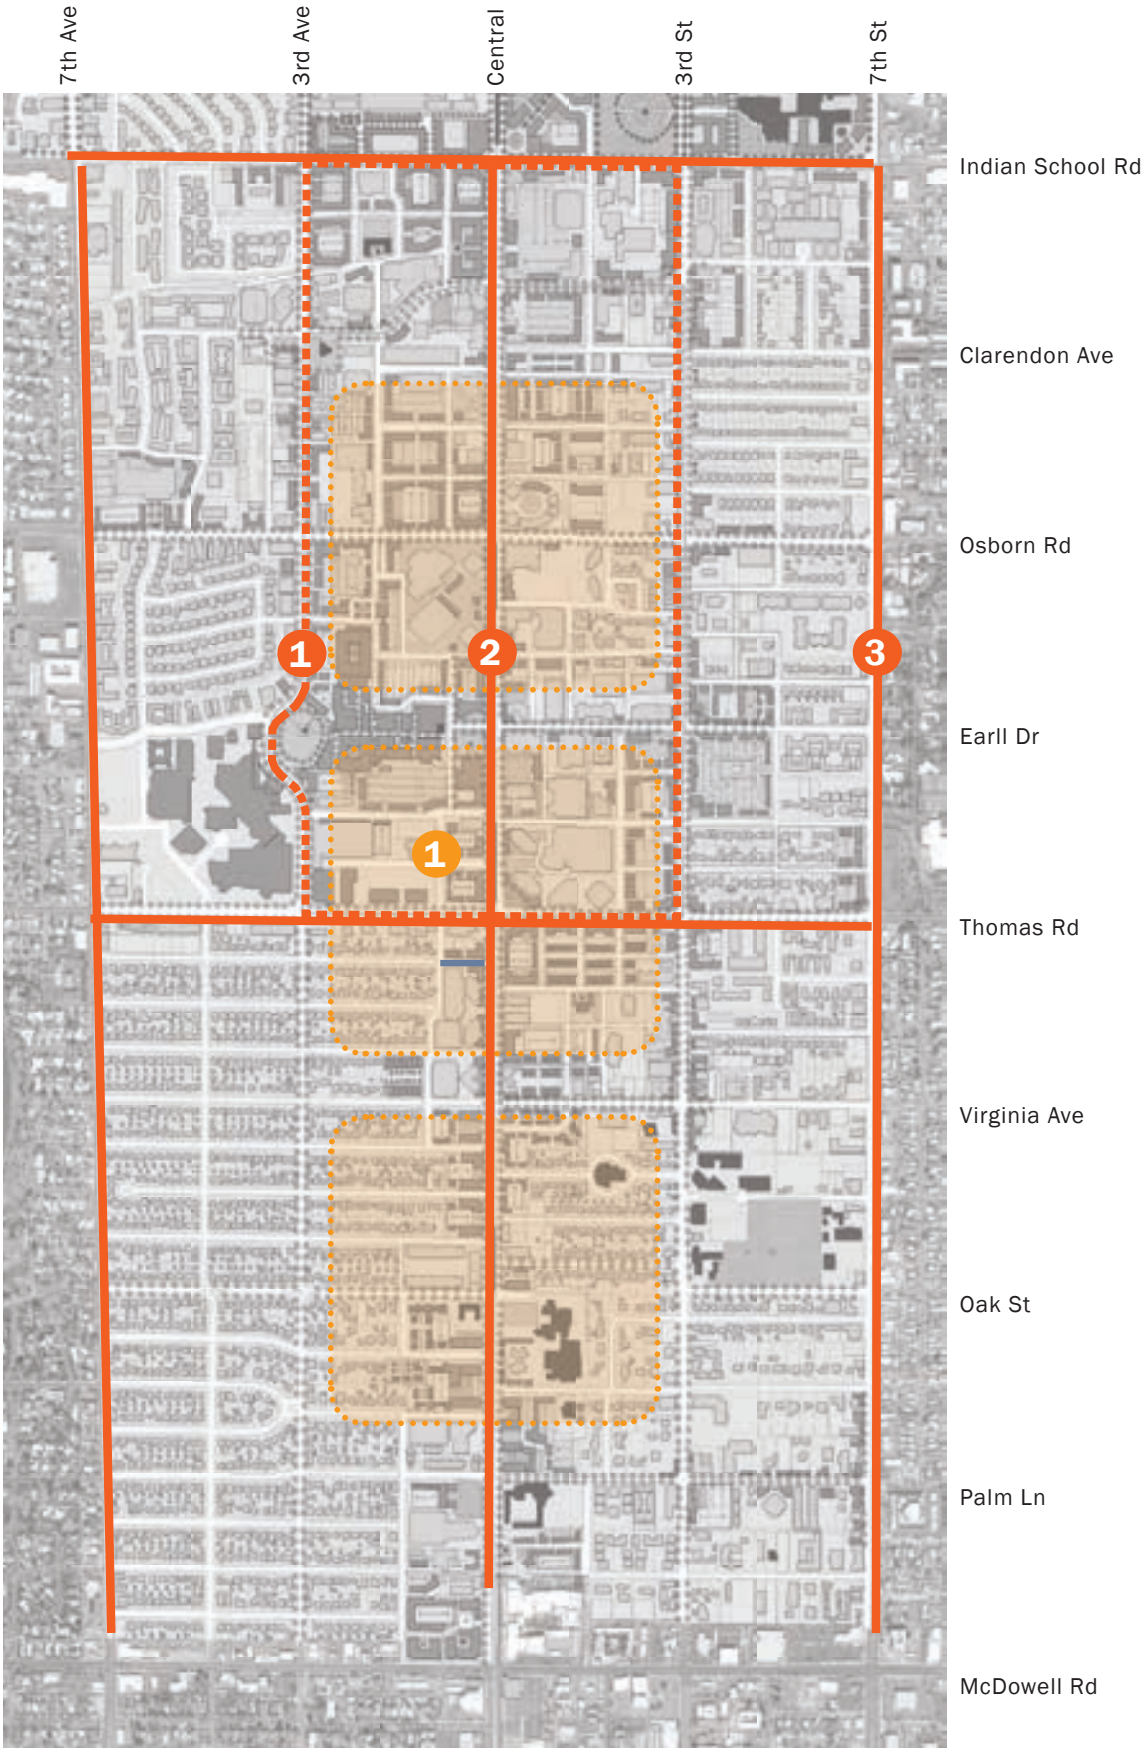 7th Ave
3rd Ave
Central
3rd St
7th St
Indian School Rd
Clarendon Ave
Osborn Rd
1
2
3
Earll Dr
1
Thomas Rd
Virginia Ave
Oak St
Palm Ln
McDowell Rd